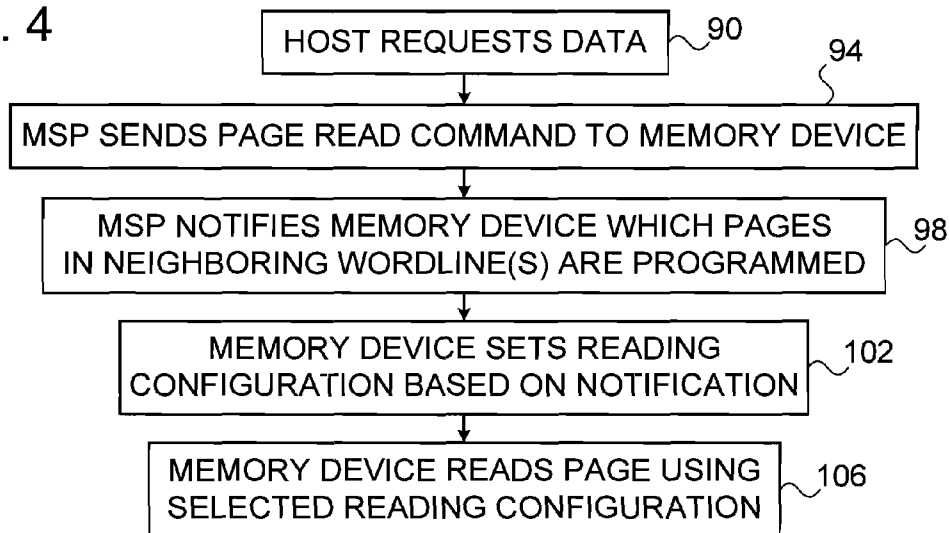 . 4
HOST REQUESTS DATA
90
94
MSP SENDS PAGE READ COMMAND TO MEMORY DEVICE
MSP NOTIFIES MEMORY DEVICE WHICH PAGES
IN NEIGHBORING WORDLINE(S) ARE PROGRAMMED
98
MEMORY DEVICE SETS READING
CONFIGURATION BASED ON NOTIFICATION
102
MEMORY DEVICE READS PAGE USING
SELECTED READING CONFIGURATION
106